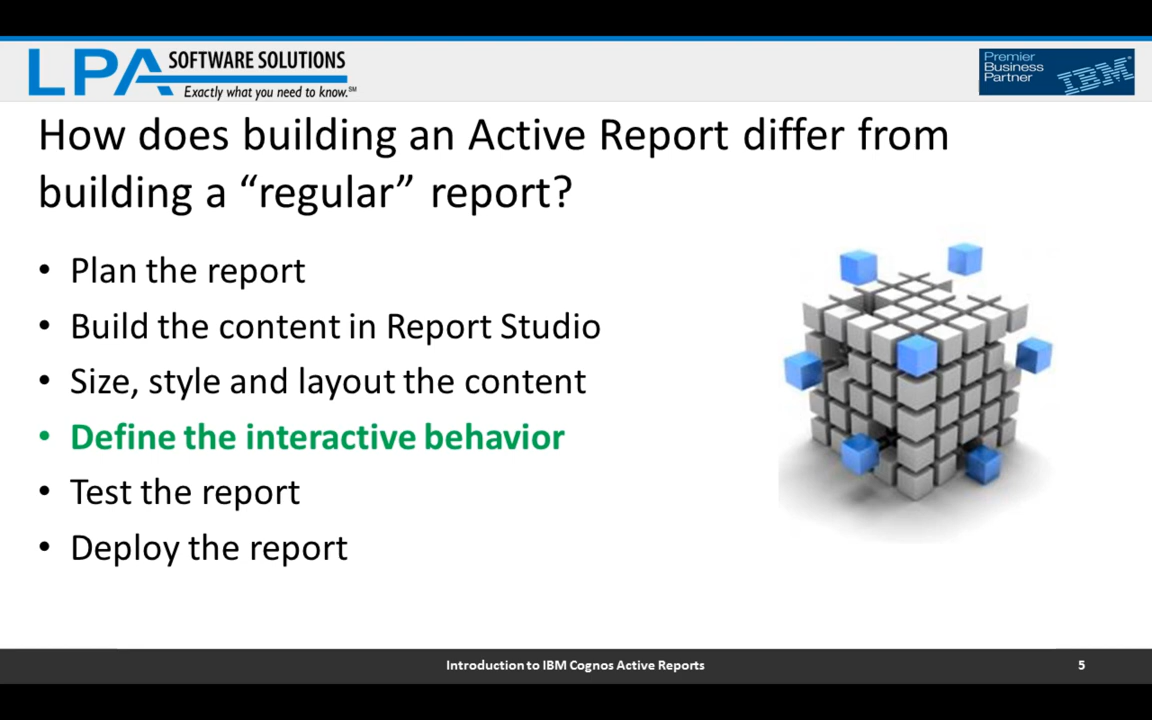 LPA SOFTWARE SOLUTIONS
Exactly what you need to know.℠
Premier
Business
Partner
IBM
How does building an Active Report differ from
building a “regular” report?
• Plan the report
• Build the content in Report Studio
• Size, style and layout the content
• Define the interactive behavior
• Test the report
• Deploy the report
Introduction to IBM Cognos Active Reports
5